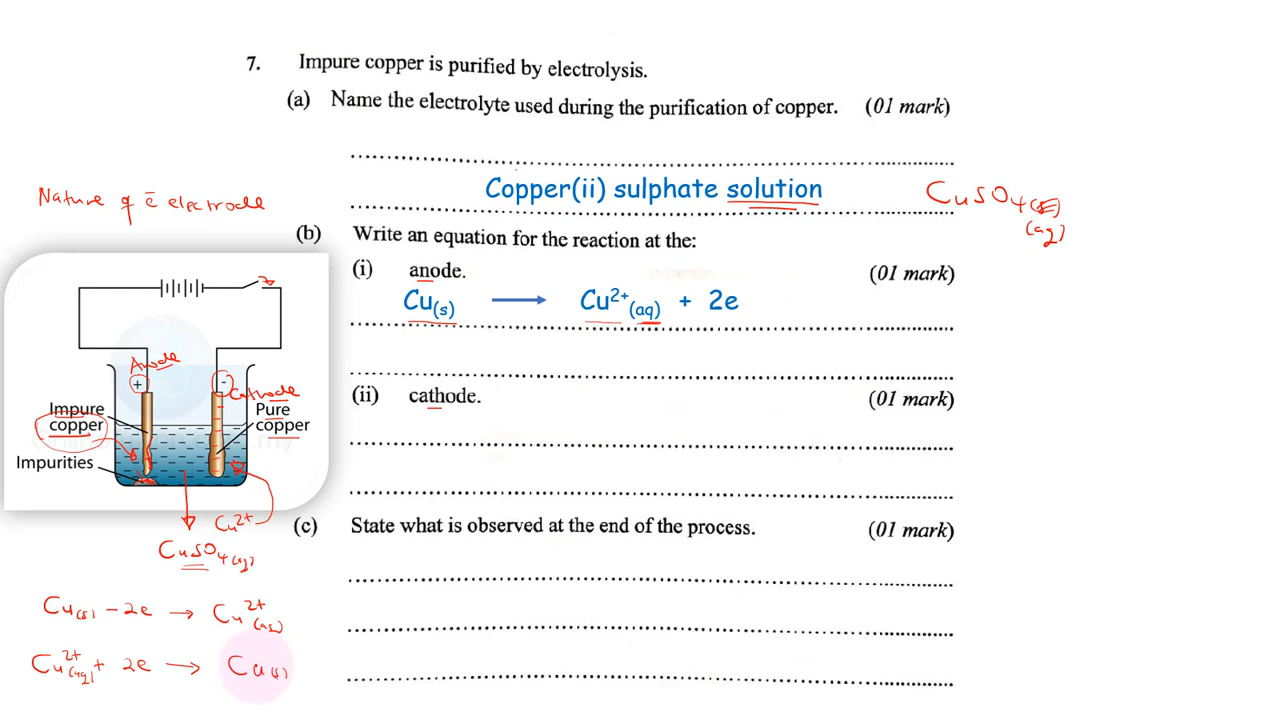 7. Impure copper is purified by electrolysis.
(a) Name the electrolyte used during the purification of copper. (01 mark)
Copper(ii) sulphate solution
CuSO4(s)
(aq)
Nature of ē electrode
(b) Write an equation for the reaction at the:
(i) anode. (01 mark)
Cu(s) ⟶ Cu²⁺(aq) + 2e
Anode
+
-
Cathode
(ii) cathode. (01 mark)
Impure
copper
Pure
copper
Impurities
Cu²⁺
CuSO4(aq)
(c) State what is observed at the end of the process. (01 mark)
Cu(s) - 2e → Cu²⁺(aq)
Cu²⁺(aq) + 2e → Cu(s)